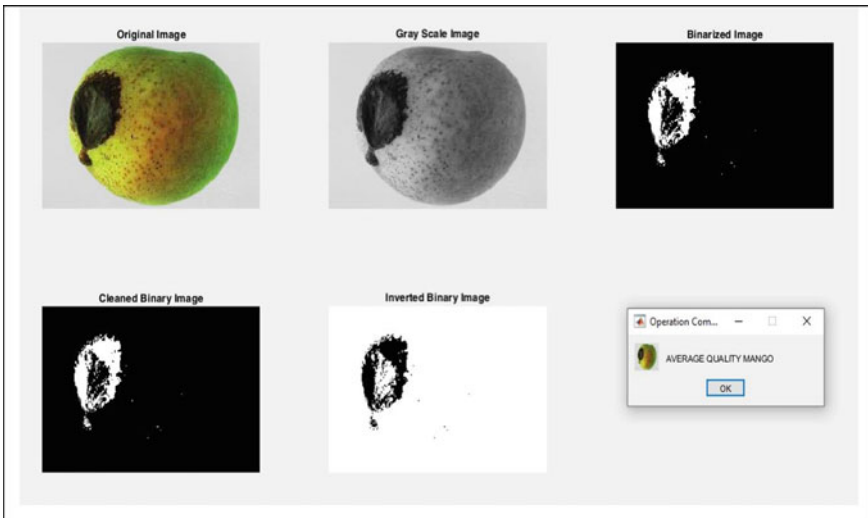 Original Image
Gray Scale Image
Binarized Image
Cleaned Binary Image
Inverted Binary Image
Operation Com...
AVERAGE QUALITY MANGO
OK